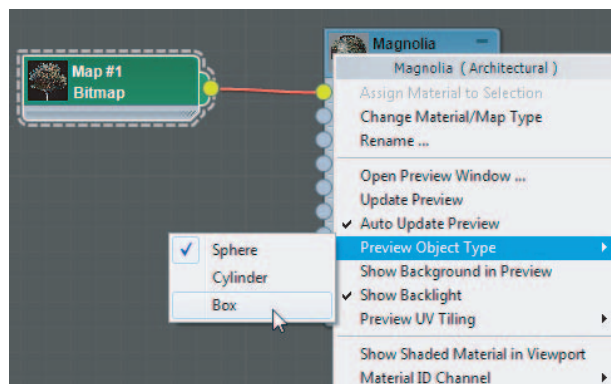 Magnolia
Map #1
Bitmap
Magnolia ( Architectural )
Assign Material to Selection
Change Material/Map Type
Rename ...
Open Preview Window ...
Update Preview
Auto Update Preview
Preview Object Type
Sphere
Cylinder
Box
Show Background in Preview
Show Backlight
Preview UV Tiling
Show Shaded Material in Viewport
Material ID Channel